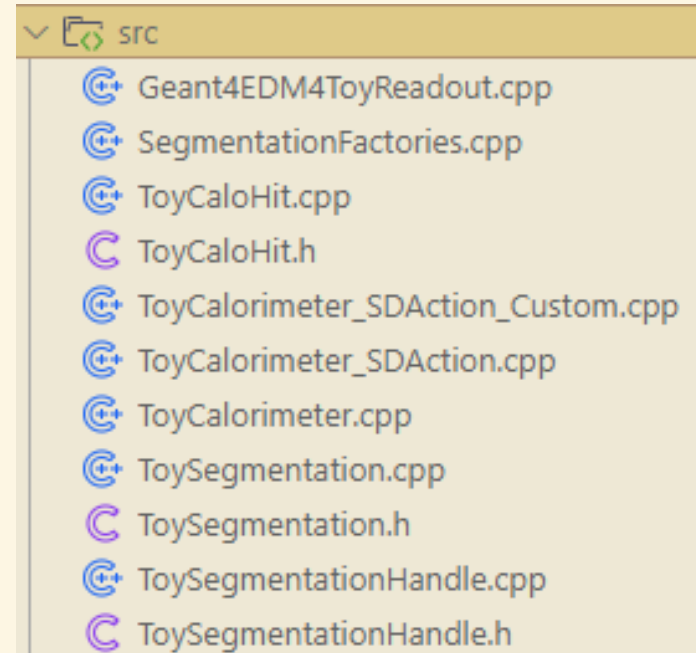 src
Geant4EDM4ToyReadout.cpp
SegmentationFactories.cpp
ToyCaloHit.cpp
ToyCaloHit.h
ToyCalorimeter_SDAction_Custom.cpp
ToyCalorimeter_SDAction.cpp
ToyCalorimeter.cpp
ToySegmentation.cpp
ToySegmentation.h
ToySegmentationHandle.cpp
ToySegmentationHandle.h